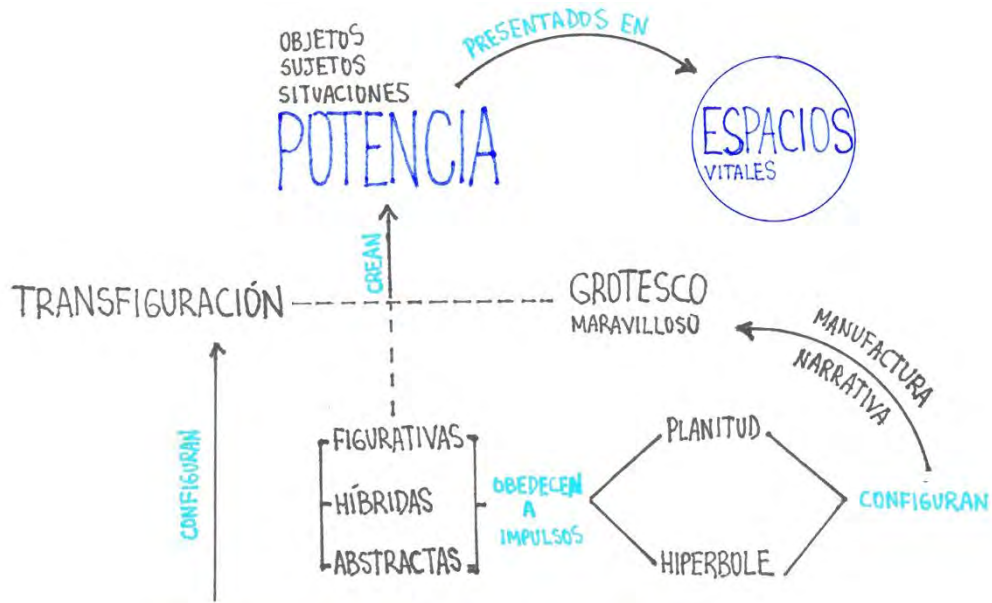 OBJETOS
SUJETOS
SITUACIONES
POTENCIA
PRESENTADOS EN
ESPACIOS
VITALES
CREAN
TRANSFIGURACIÓN
GROTESCO
MARAVILLOSO
MANUFACTURA
NARRATIVA
CONFIGURAN
FIGURATIVAS
HÍBRIDAS
ABSTRACTAS
OBEDECEN
A
IMPULSOS
PLANITUD
HIPERBOLE
CONFIGURAN